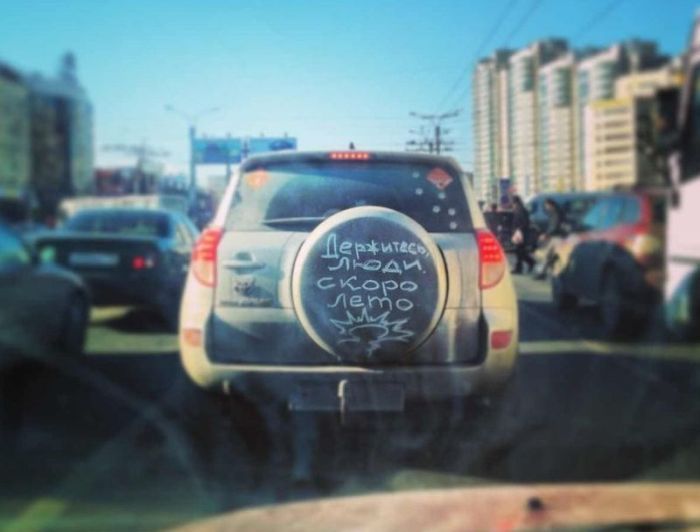 Держитесь,
люди,
скоро
лето